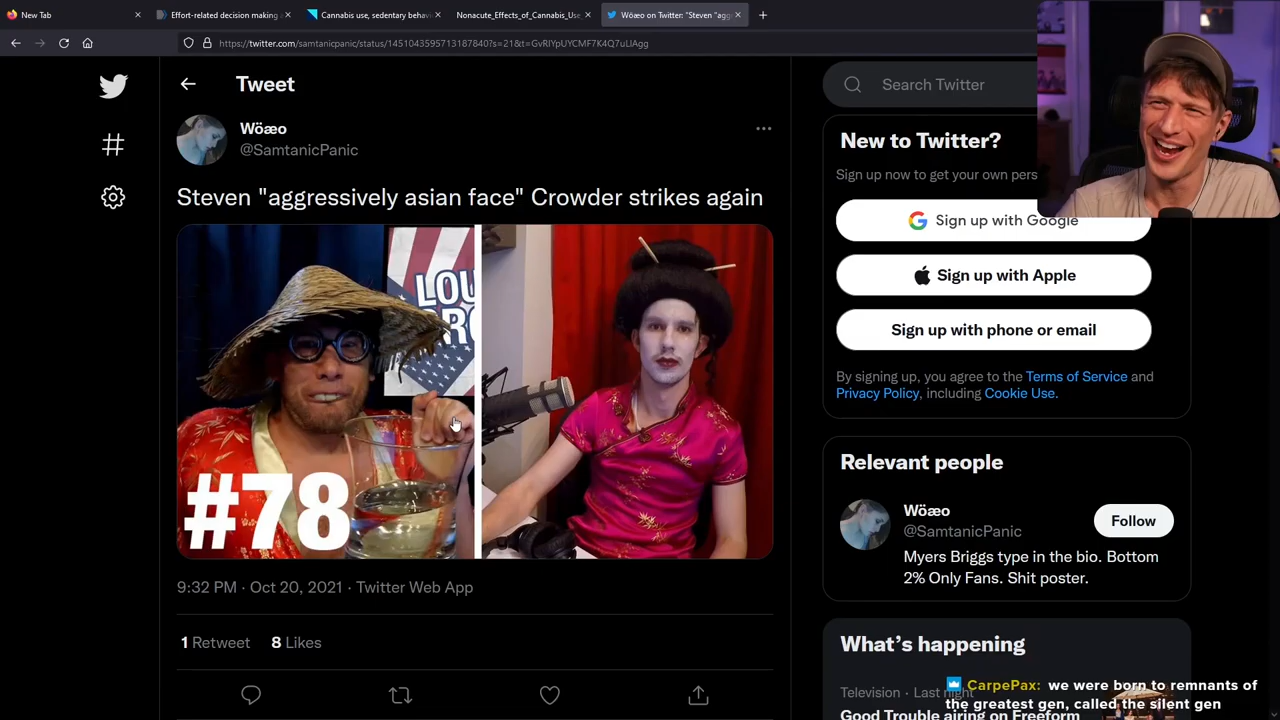 New Tab
Effort-related decision making a
Cannabis use, sedentary behavi
Nonacute_Effects_of_Cannabis_Use_
Wöæo on Twitter: "Steven "agg
https://twitter.com/samtanicpanic/status/1451043595713187840?s=21&t=GvRIYpUYCMF7K4Q7uLlAgg
Tweet
Search Twitter
Wöæo
@SamtanicPanic
Steven "aggressively asian face" Crowder strikes again
LOU
#78
9:32 PM · Oct 20, 2021 · Twitter Web App
1 Retweet 8 Likes
New to Twitter?
Sign up now to get your own pers
Sign up with Google
Sign up with Apple
Sign up with phone or email
By signing up, you agree to the Terms of Service and
Privacy Policy, including Cookie Use.
Relevant people
Wöæo
@SamtanicPanic
Follow
Myers Briggs type in the bio. Bottom
2% Only Fans. Shit poster.
What's happening
Television · Last night
Good Trouble airing on Freeform
CarpePax: we were born to remnants of
the greatest gen, called the silent gen